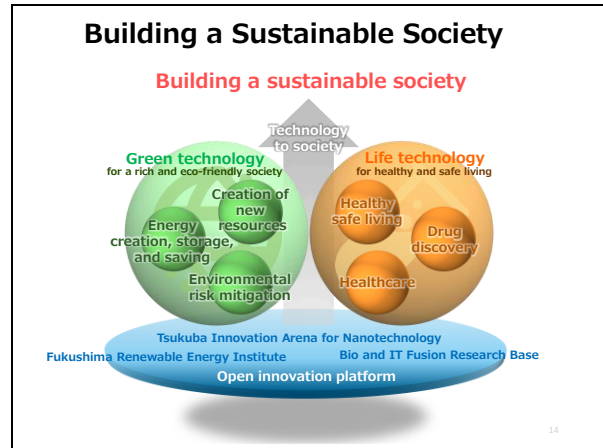 Building a Sustainable Society
Building a sustainable society
Technology
to society
Green technology
for a rich and eco-friendly society
Creation of
new
resources
Energy
creation, storage,
and saving
Environmental
risk mitigation
Life technology
for healthy and safe living
Healthy
safe living
Drug
discovery
Healthcare
Tsukuba Innovation Arena for Nanotechnology
Fukushima Renewable Energy Institute
Bio and IT Fusion Research Base
Open innovation platform
14